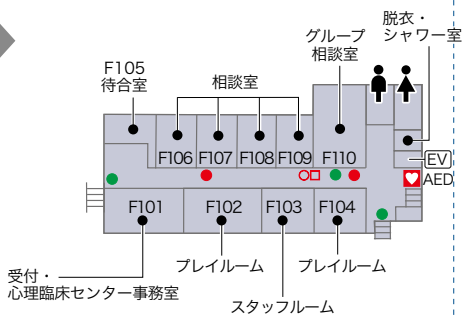 脱衣・
シャワー室
グループ
相談室
F105
待合室
相談室
F106
F107
F108
F109
F110
EV
AED
F101
F102
F103
F104
受付・
心理臨床センター事務室
プレイルーム
プレイルーム
スタッフルーム